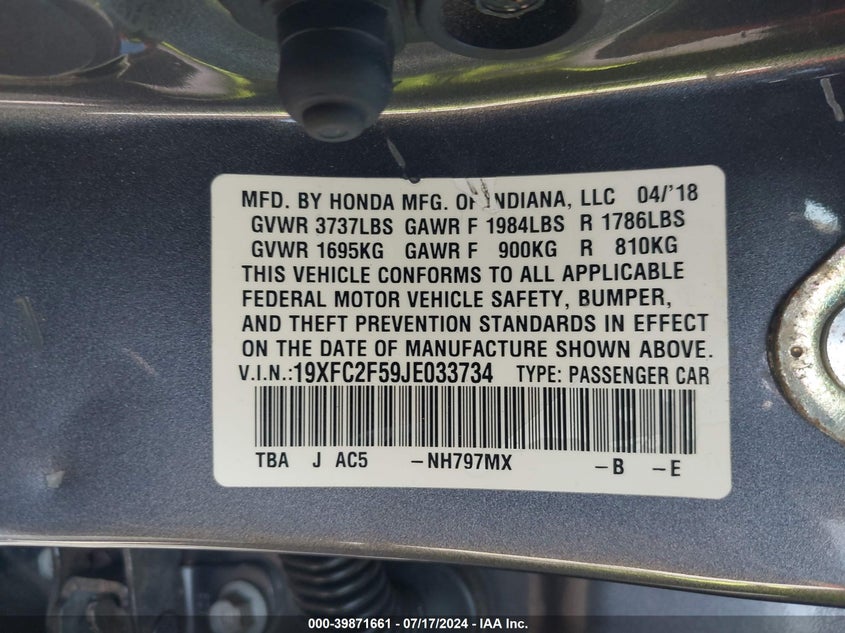 MFD. BY HONDA MFG. OF INDIANA, LLC 04/'18
GVWR 3737LBS GAWR F 1984LBS R 1786LBS
GVWR 1695KG GAWR F 900KG R 810KG
THIS VEHICLE CONFORMS TO ALL APPLICABLE
FEDERAL MOTOR VEHICLE SAFETY, BUMPER,
AND THEFT PREVENTION STANDARDS IN EFFECT
ON THE DATE OF MANUFACTURE SHOWN ABOVE.
V.I.N.:19XFC2F59JE033734 TYPE: PASSENGER CAR
TBA J AC5 -NH797MX -B -E
000-39871661 - 07/17/2024 - IAA Inc.